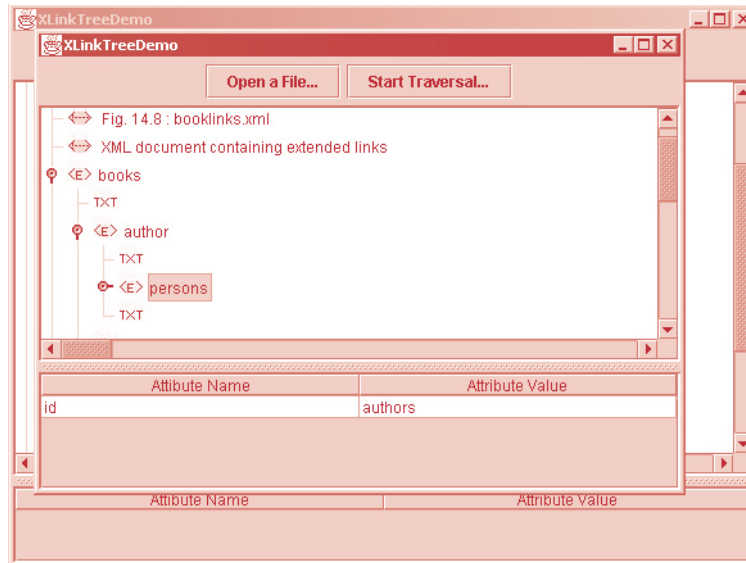 XLinkTreeDemo
XLinkTreeDemo
Open a File... Start Traversal...
Fig. 14.8 : booklinks.xml
XML document containing extended links
<E> books
TXT
<E> author
TXT
<E> persons
TXT
Attibute Name Attribute Value
id authors
Attibute Name Attribute Value